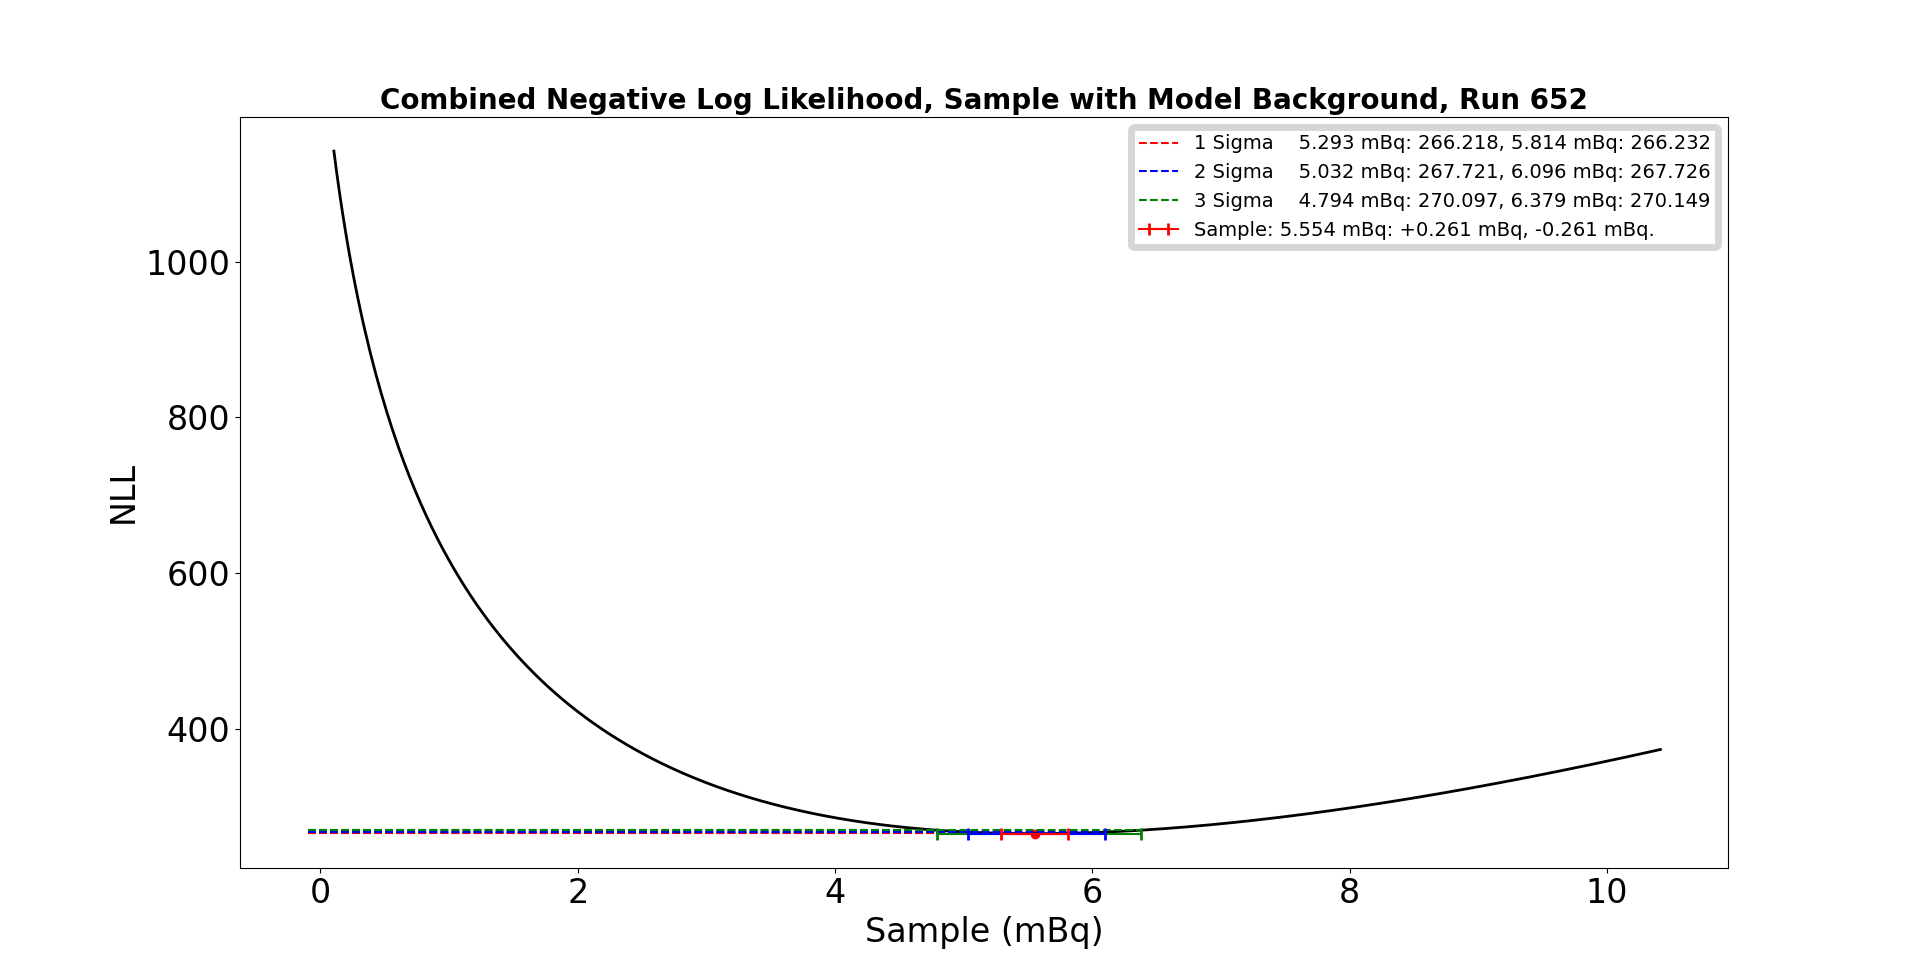 Combined Negative Log Likelihood, Sample with Model Background, Run 652
1 Sigma    5.293 mBq: 266.218, 5.814 mBq: 266.232
2 Sigma    5.032 mBq: 267.721, 6.096 mBq: 267.726
3 Sigma    4.794 mBq: 270.097, 6.379 mBq: 270.149
Sample: 5.554 mBq: +0.261 mBq, -0.261 mBq.
1000
800
600
400
NLL
0 2 4 6 8 10
Sample (mBq)